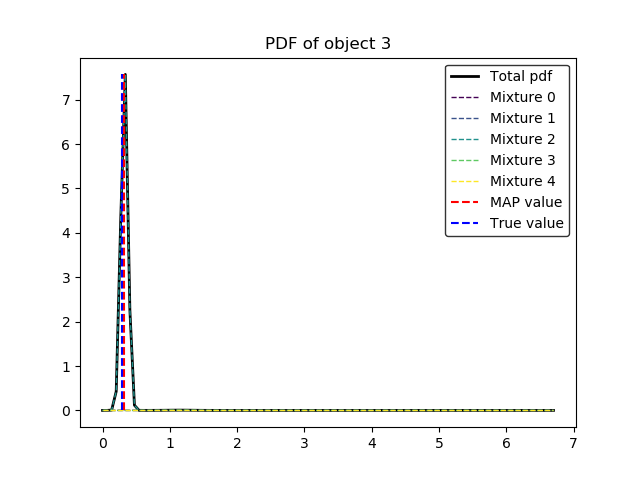 PDF of object 3
Total pdf
Mixture 0
Mixture 1
Mixture 2
Mixture 3
Mixture 4
MAP value
True value
7
6
5
4
3
2
1
0
0 1 2 3 4 5 6 7